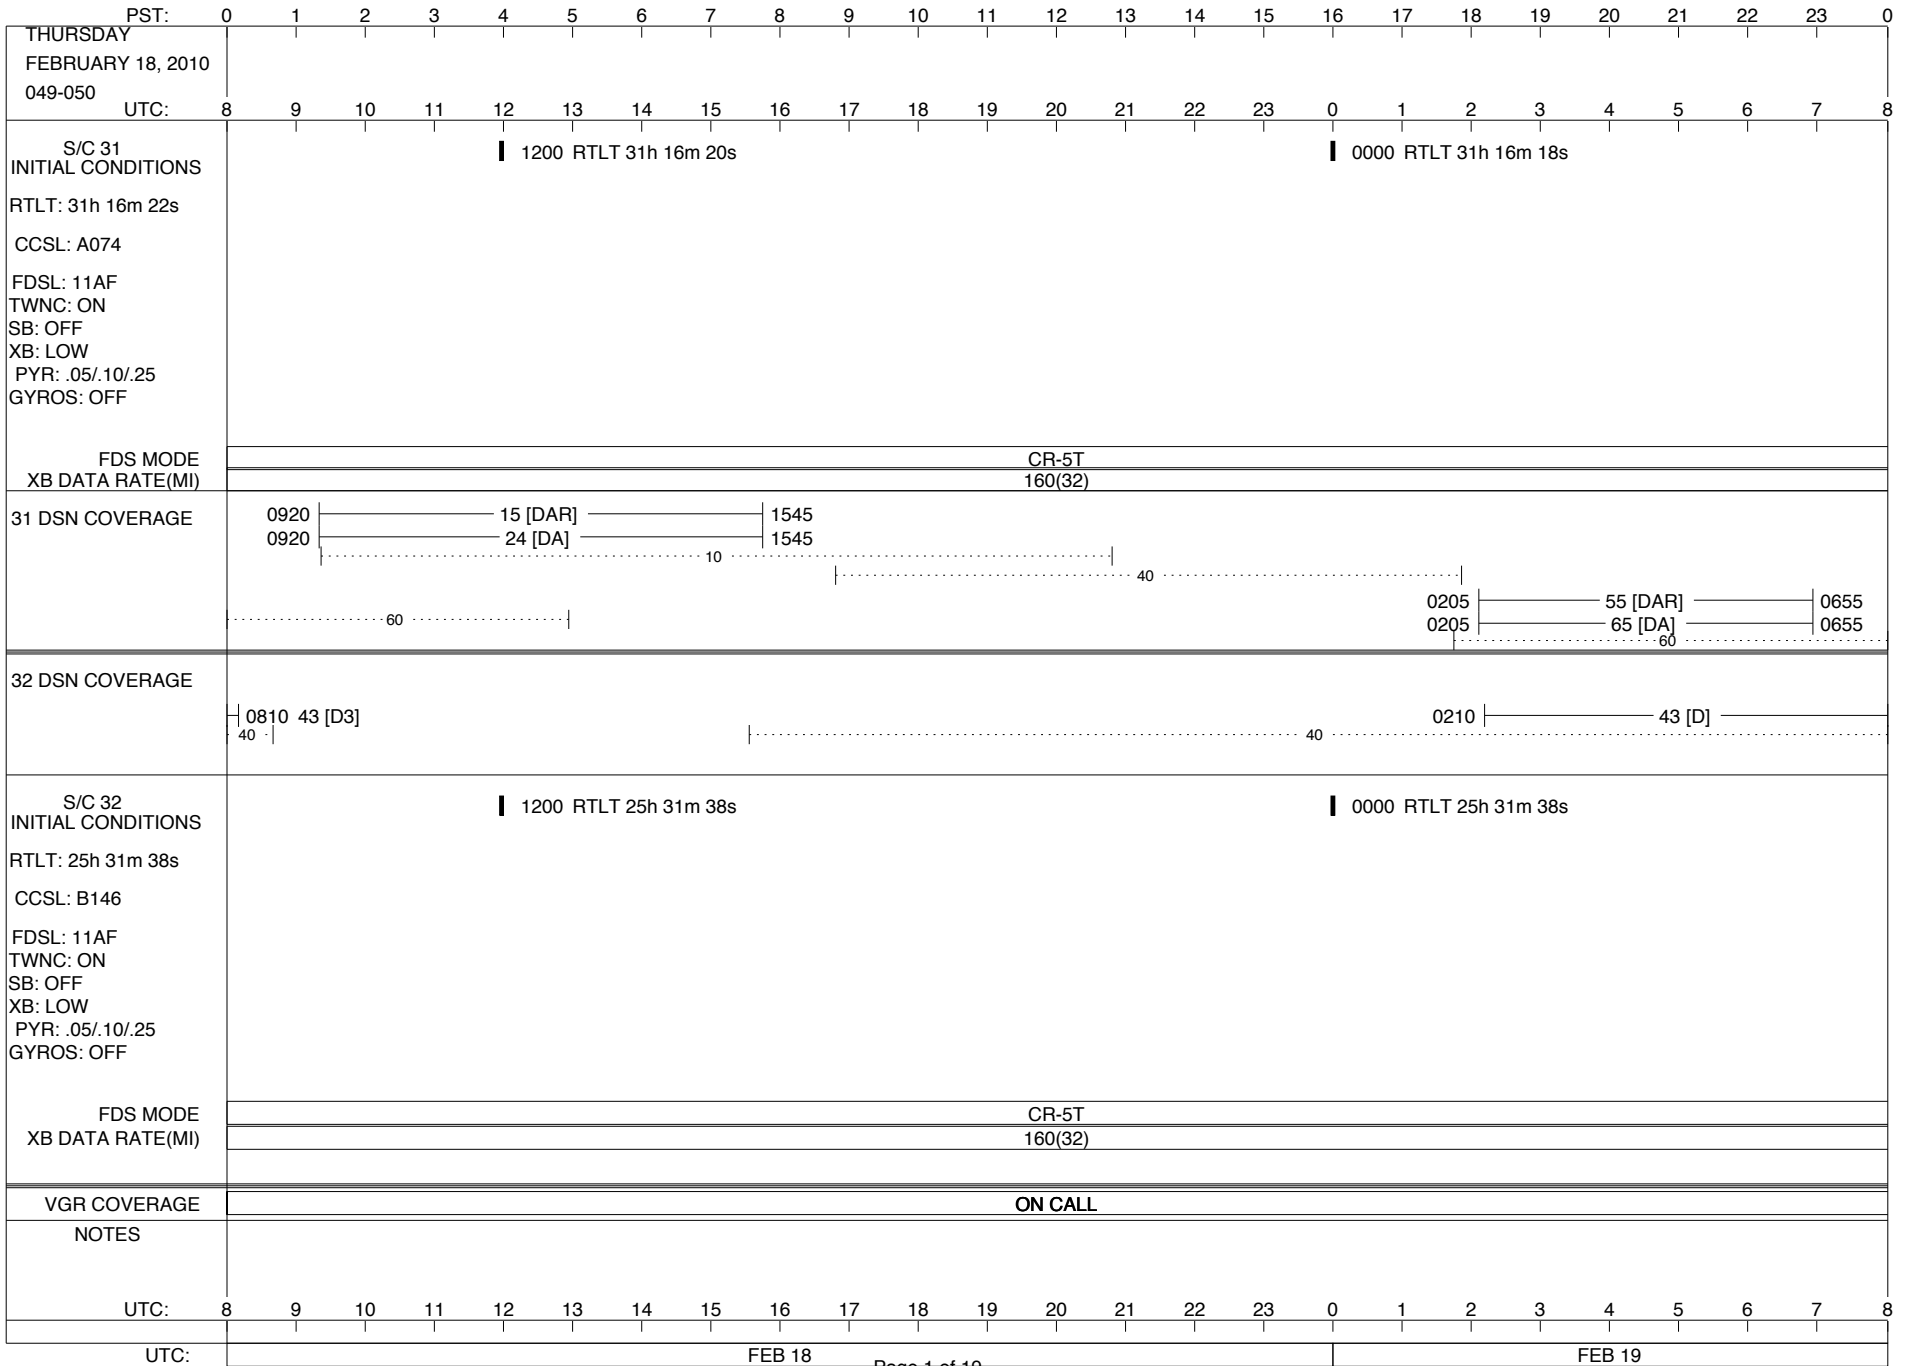 PST: 0 1 2 3 4 5 6 7 8 9 10 11 12 13 14 15 16 17 18 19 20 21 22 23 0
THURSDAY
FEBRUARY 18, 2010
049-050
UTC: 8 9 10 11 12 13 14 15 16 17 18 19 20 21 22 23 0 1 2 3 4 5 6 7 8
S/C 31
INITIAL CONDITIONS
1200 RTLT 31h 16m 20s
0000 RTLT 31h 16m 18s
RTLT: 31h 16m 22s
CCSL: A074
FDSL: 11AF
TWNC: ON
SB: OFF
XB: LOW
PYR: .05/.10/.25
GYROS: OFF
FDS MODE CR-5T
XB DATA RATE(MI) 160(32)
31 DSN COVERAGE
0920 15 [DAR] 1545
0920 24 [DA] 1545
10
40
0205 55 [DAR] 0655
60
0205 65 [DA] 0655
60
32 DSN COVERAGE
0810 43 [D3]
0210 43 [D]
40
40
S/C 32
INITIAL CONDITIONS
1200 RTLT 25h 31m 38s
0000 RTLT 25h 31m 38s
RTLT: 25h 31m 38s
CCSL: B146
FDSL: 11AF
TWNC: ON
SB: OFF
XB: LOW
PYR: .05/.10/.25
GYROS: OFF
FDS MODE CR-5T
XB DATA RATE(MI) 160(32)
VGR COVERAGE ON CALL
NOTES
UTC: 8 9 10 11 12 13 14 15 16 17 18 19 20 21 22 23 0 1 2 3 4 5 6 7 8
UTC: FEB 18 FEB 19
Page 1 of 19